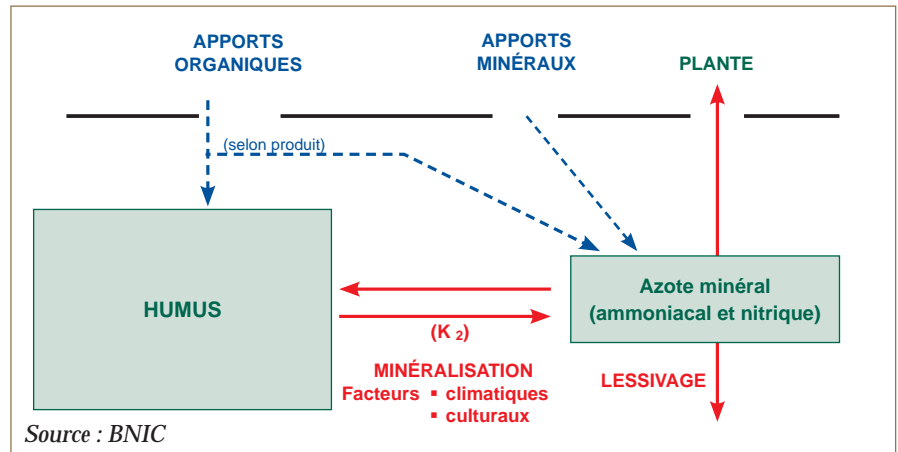 APPORTS
ORGANIQUES
APPORTS
MINÉRAUX
PLANTE
(selon produit)
HUMUS
Azote minéral
(ammoniacal et nitrique)
(K 2)
MINÉRALISATION
Facteurs ▪ climatiques
▪ culturaux
LESSIVAGE
Source : BNIC